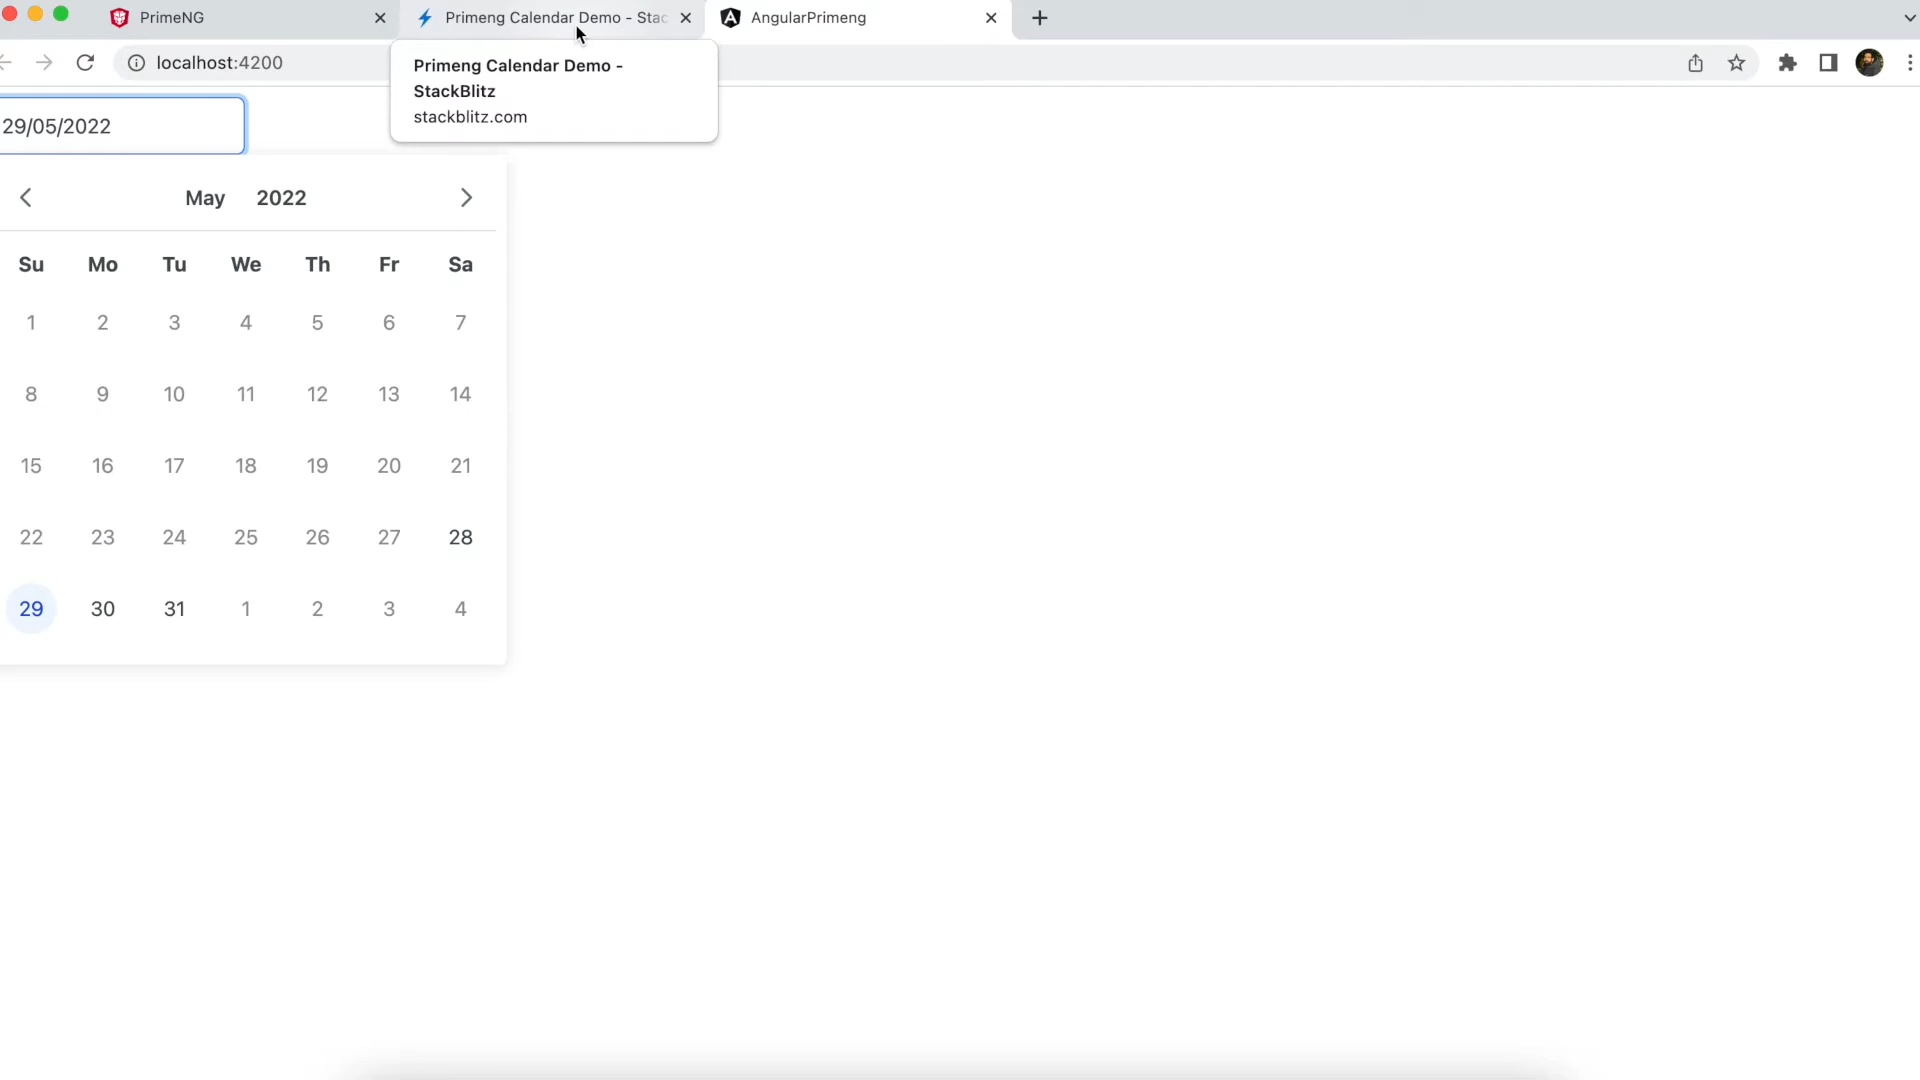 PrimeNG
Primeng Calendar Demo - Stac
AngularPrimeng
localhost:4200
Primeng Calendar Demo -
StackBlitz
stackblitz.com
29/05/2022
May 2022
Su Mo Tu We Th Fr Sa
1 2 3 4 5 6 7
8 9 10 11 12 13 14
15 16 17 18 19 20 21
22 23 24 25 26 27 28
29 30 31 1 2 3 4